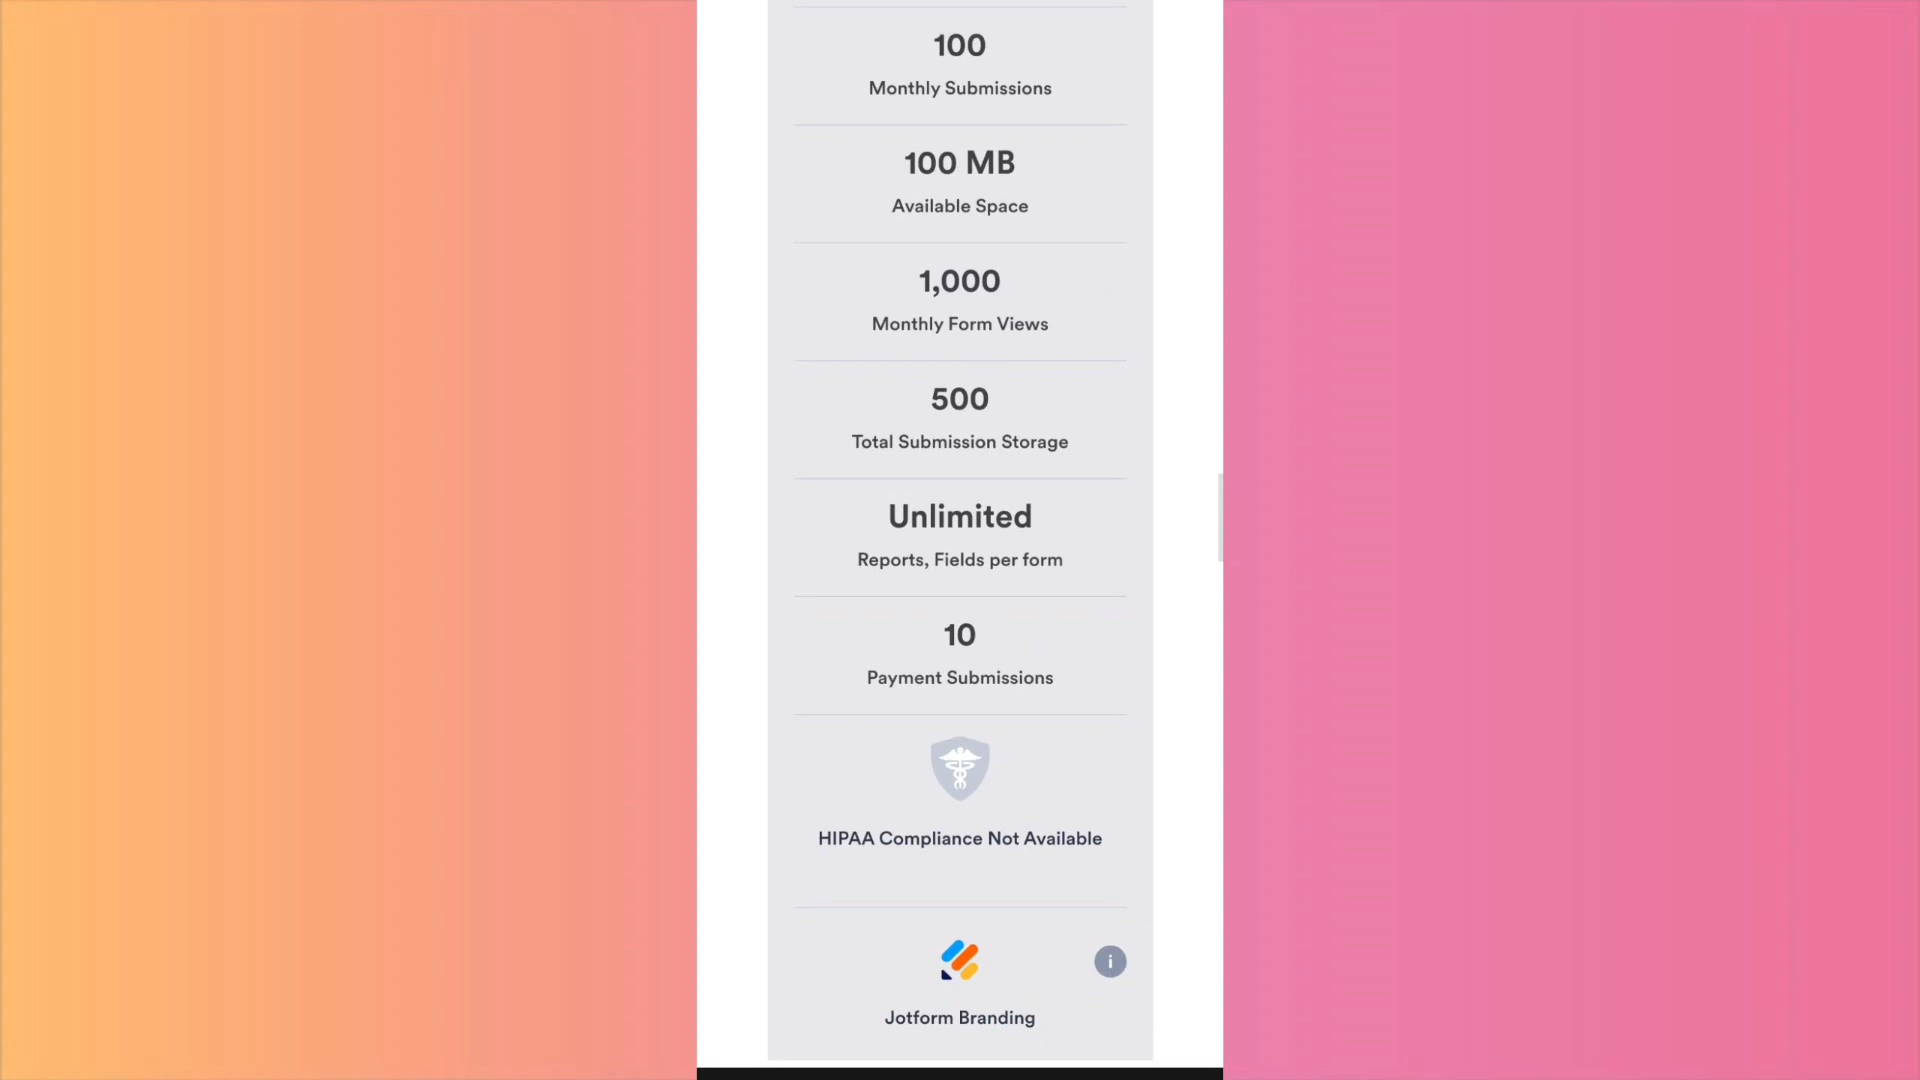 100
Monthly Submissions
100 MB
Available Space
1,000
Monthly Form Views
500
Total Submission Storage
Unlimited
Reports, Fields per form
10
Payment Submissions
HIPAA Compliance Not Available
i
Jotform Branding